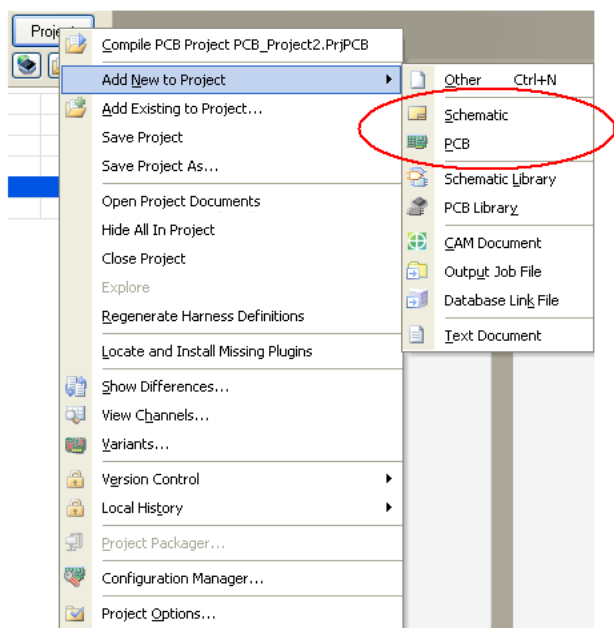 Proje
Compile PCB Project PCB_Project2.PrjPCB
Add New to Project
Add Existing to Project...
Save Project
Save Project As...
Open Project Documents
Hide All In Project
Close Project
Explore
Regenerate Harness Definitions
Locate and Install Missing Plugins
Show Differences...
View Channels...
Variants...
Version Control
Local History
Project Packager...
Configuration Manager...
Project Options...
Other Ctrl+N
Schematic
PCB
Schematic Library
PCB Library
CAM Document
Output Job File
Database Link File
Text Document